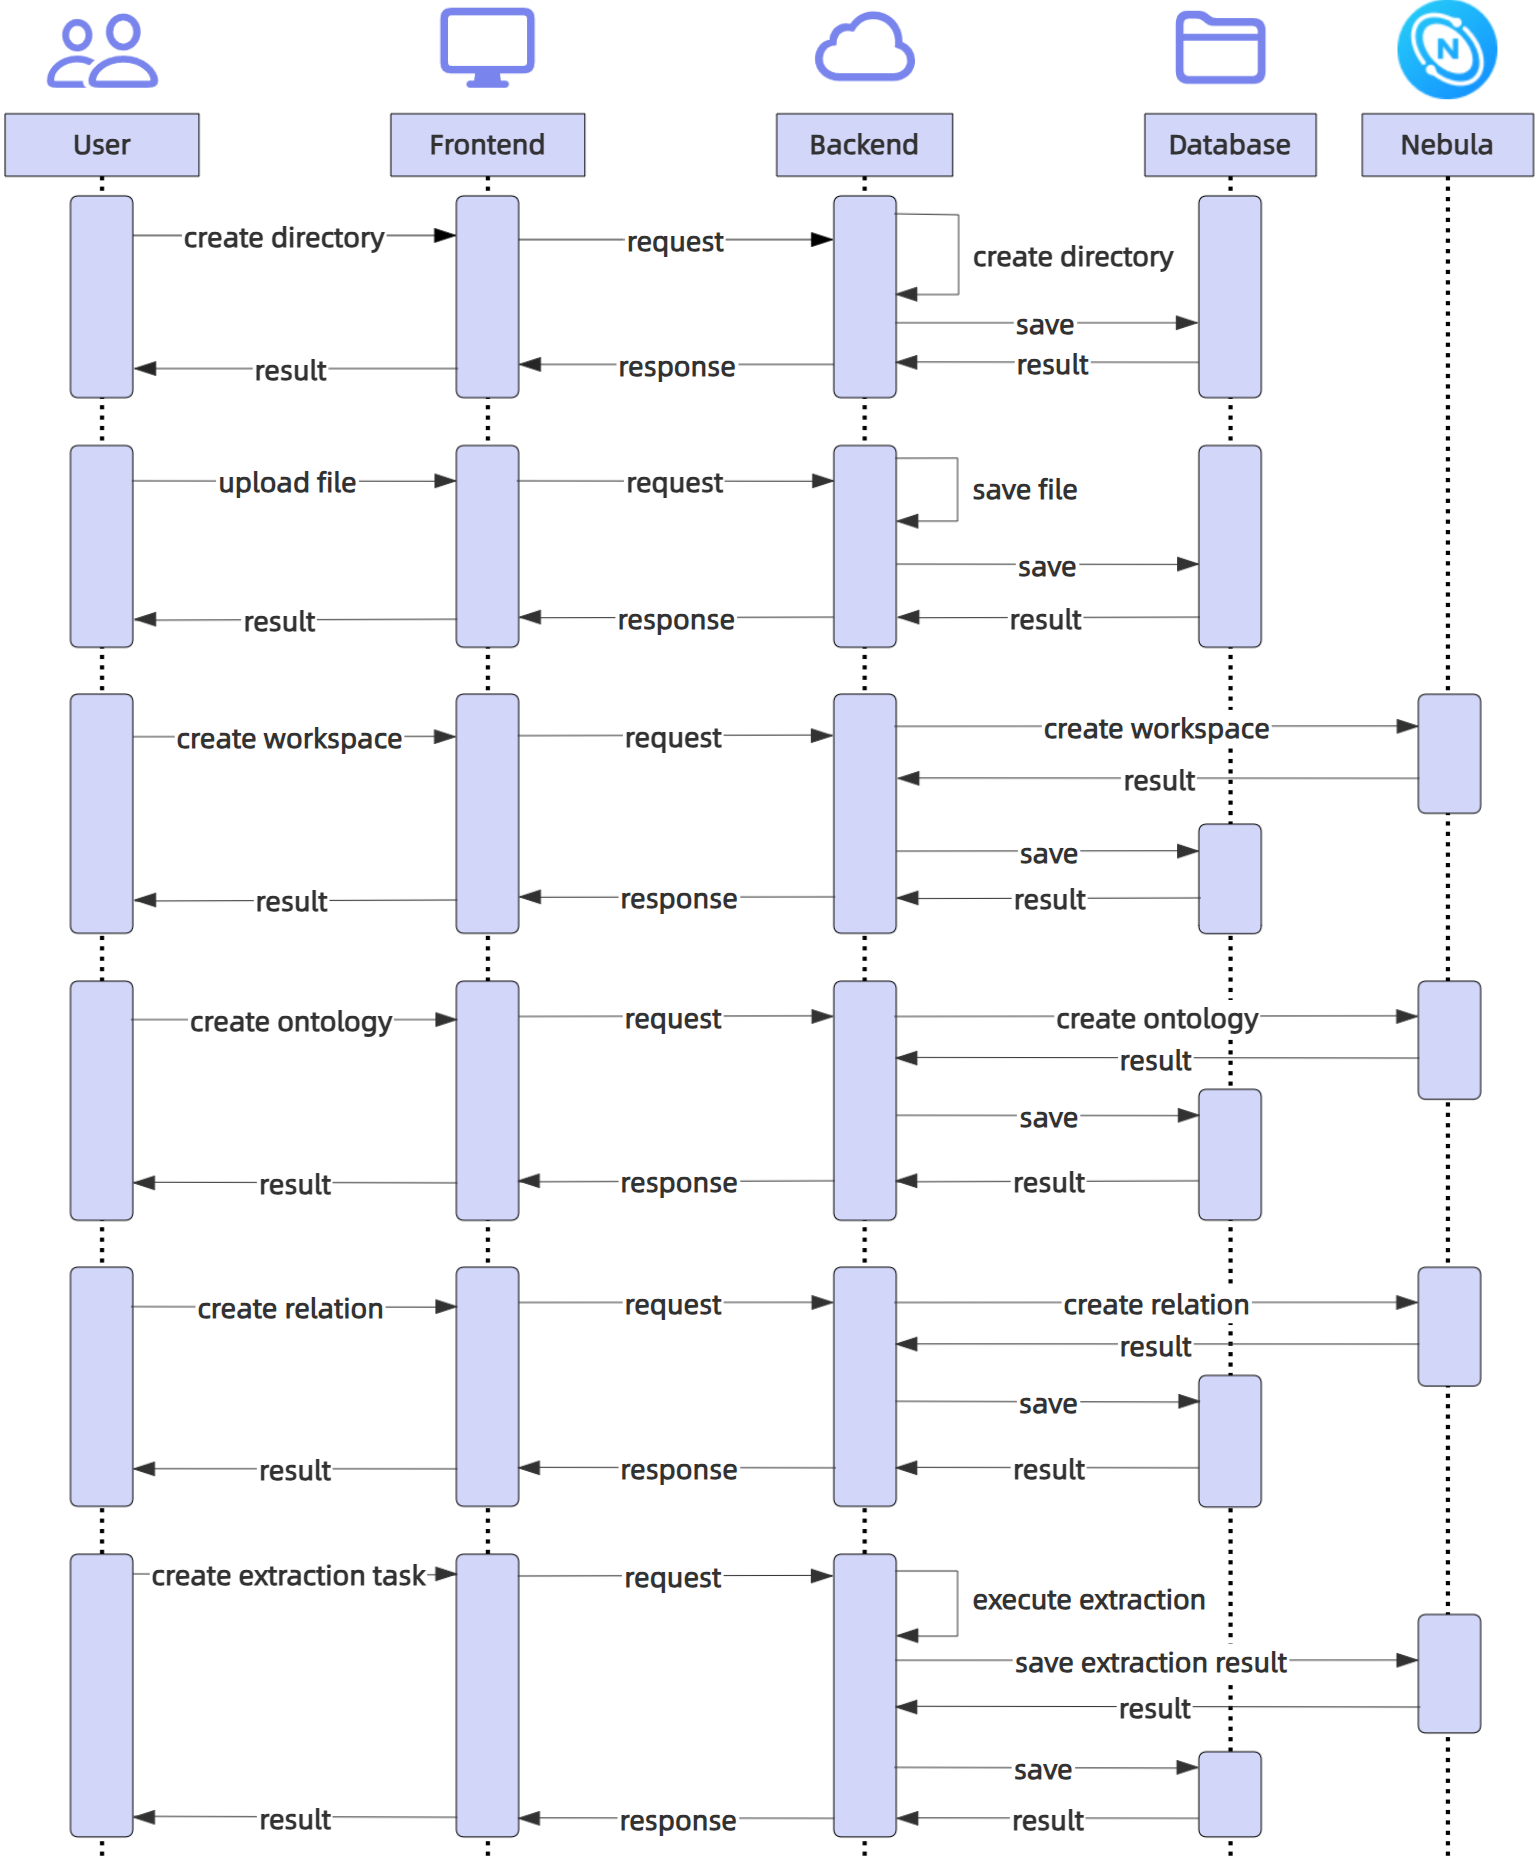 N
User
Frontend
Backend
Database
Nebula
create directory
request
create directory
save
result
response
result
upload file
request
save file
save
result
response
result
create workspace
request
create workspace
result
save
result
response
result
create ontology
request
create ontology
result
save
result
response
result
create relation
request
create relation
result
save
result
response
result
create extraction task
request
execute extraction
save extraction result
result
save
result
response
result